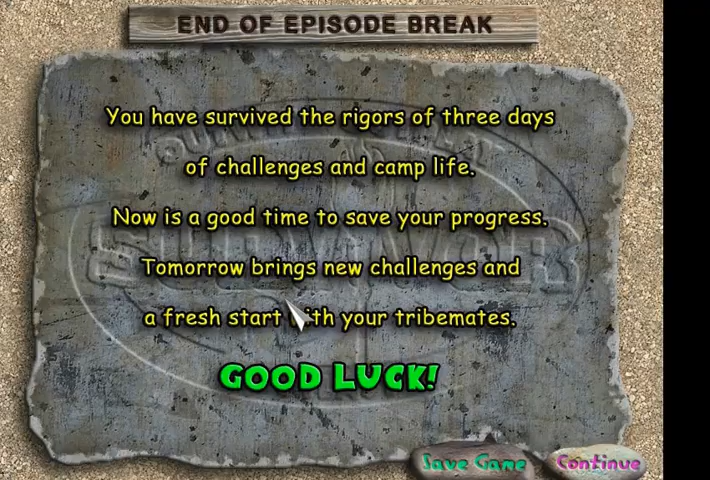 END OF EPISODE BREAK
You have survived the rigors of three days
of challenges and camp life.
Now is a good time to save your progress.
Tomorrow brings new challenges and
a fresh start with your tribemates.
GOOD LUCK!
SURVIVOR
Save Game
Continue